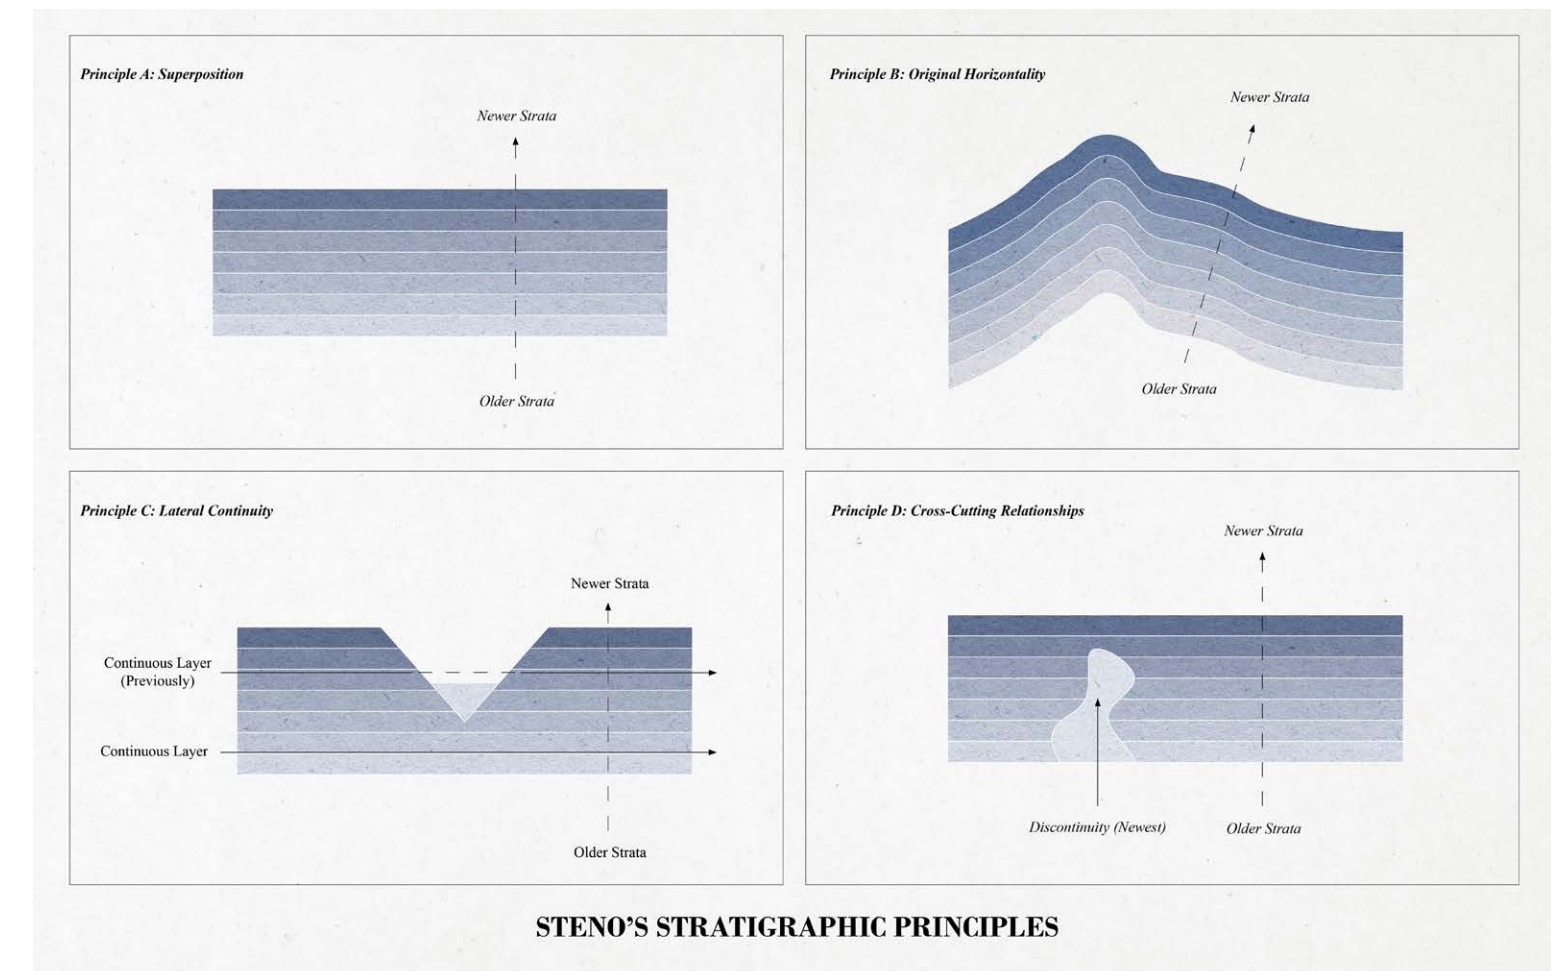 Principle A: Superposition
Newer Strata
Older Strata
Principle B: Original Horizontality
Newer Strata
Older Strata
Principle C: Lateral Continuity
Newer Strata
Continuous Layer
(Previously)
Continuous Layer
Older Strata
Principle D: Cross-Cutting Relationships
Newer Strata
Discontinuity (Newest)
Older Strata
STENO'S STRATIGRAPHIC PRINCIPLES